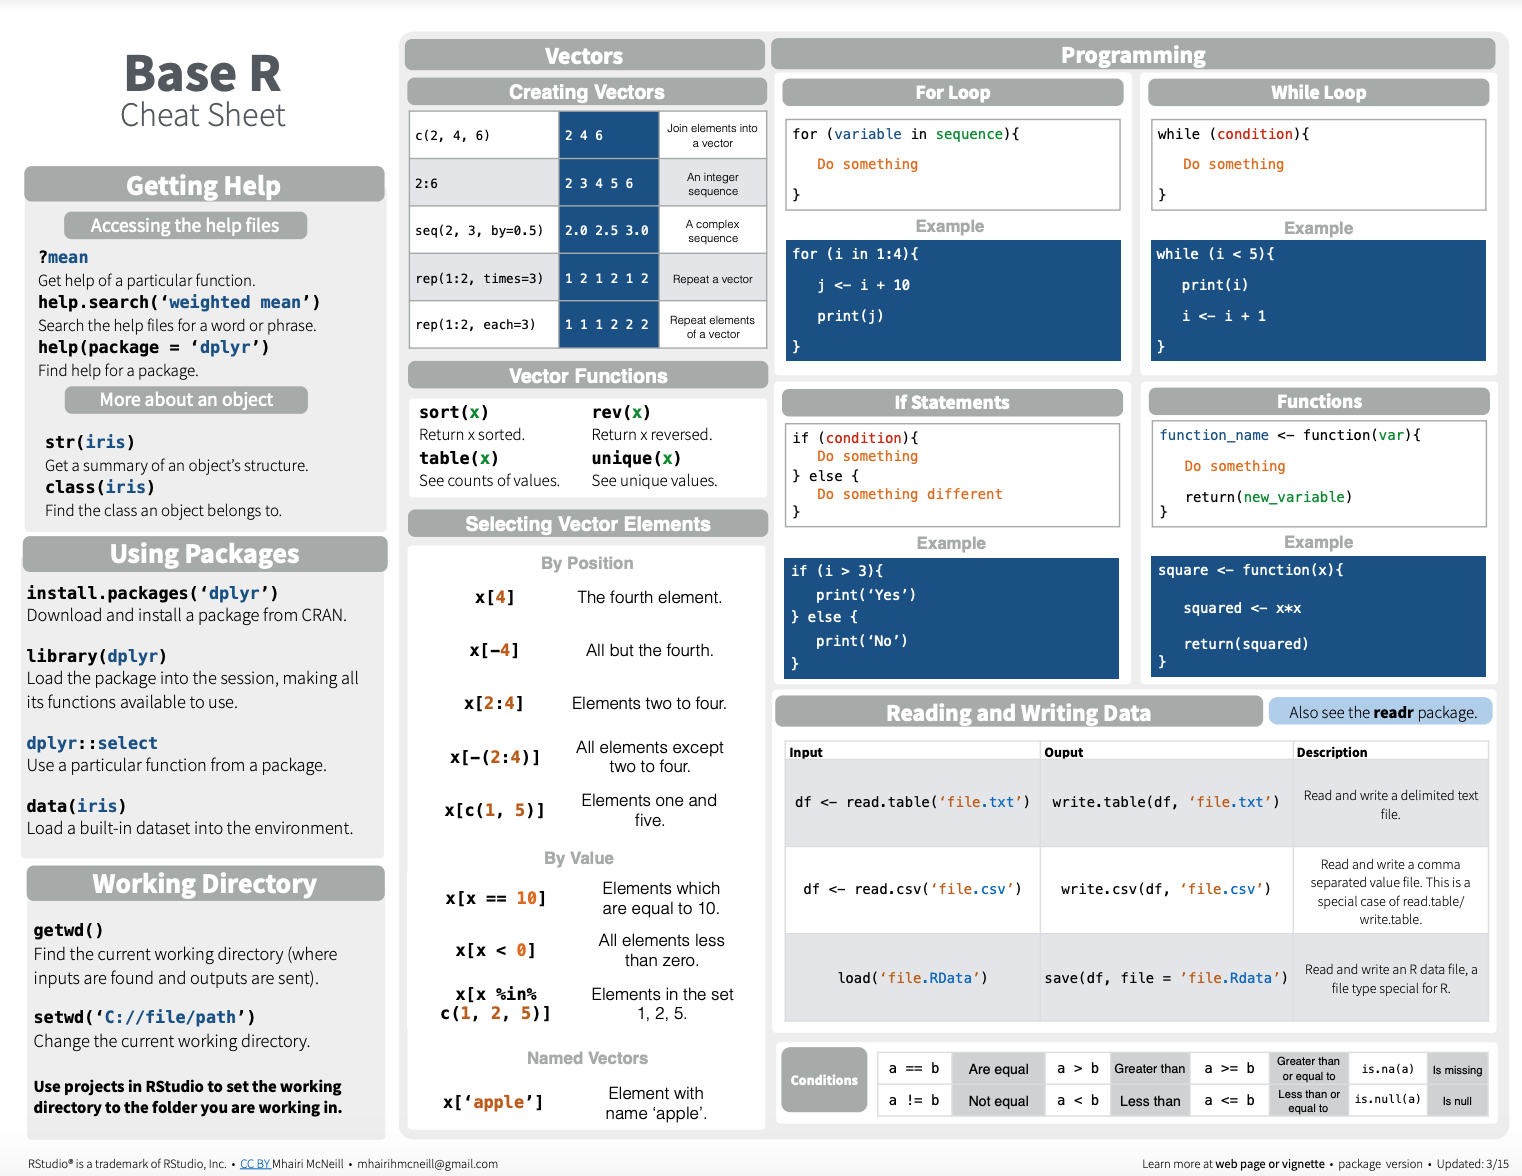 Base R
Cheat Sheet
Getting Help
Accessing the help files
?mean
Get help of a particular function.
help.search(‘weighted mean’)
Search the help files for a word or phrase.
help(package = ‘dplyr’)
Find help for a package.
More about an object
str(iris)
Get a summary of an object’s structure.
class(iris)
Find the class an object belongs to.
Using Packages
install.packages(‘dplyr’)
Download and install a package from CRAN.
library(dplyr)
Load the package into the session, making all
its functions available to use.
dplyr::select
Use a particular function from a package.
data(iris)
Load a built-in dataset into the environment.
Working Directory
getwd()
Find the current working directory (where
inputs are found and outputs are sent).
setwd(‘C://file/path’)
Change the current working directory.
Use projects in RStudio to set the working
directory to the folder you are working in.
Vectors
Creating Vectors
c(2, 4, 6) 2 4 6 Join elements into
a vector
2:6 2 3 4 5 6 An integer
sequence
seq(2, 3, by=0.5) 2.0 2.5 3.0 A complex
sequence
rep(1:2, times=3) 1 2 1 2 1 2 Repeat a vector
rep(1:2, each=3) 1 1 1 2 2 2 Repeat elements
of a vector
Vector Functions
sort(x) rev(x)
Return x sorted. Return x reversed.
table(x) unique(x)
See counts of values. See unique values.
Selecting Vector Elements
By Position
x[4] The fourth element.
x[-4] All but the fourth.
x[2:4] Elements two to four.
x[-(2:4)] All elements except
two to four.
x[c(1, 5)] Elements one and
five.
By Value
x[x == 10] Elements which
are equal to 10.
x[x < 0] All elements less
than zero.
x[x %in% Elements in the set
c(1, 2, 5)] 1, 2, 5.
Named Vectors
x[‘apple’] Element with
name ‘apple’.
Programming
For Loop
for (variable in sequence){
Do something
}
Example
for (i in 1:4){
j <- i + 10
print(j)
}
While Loop
while (condition){
Do something
}
Example
while (i < 5){
print(i)
i <- i + 1
}
If Statements
if (condition){
Do something
} else {
Do something different
}
Example
if (i > 3){
print(‘Yes’)
} else {
print(‘No’)
}
Functions
function_name <- function(var){
Do something
return(new_variable)
}
Example
square <- function(x){
squared <- x*x
return(squared)
}
Reading and Writing Data
Also see the readr package.
Input Ouput Description
df <- read.table(‘file.txt’) write.table(df, ‘file.txt’) Read and write a delimited text
file.
df <- read.csv(‘file.csv’) write.csv(df, ‘file.csv’) Read and write a comma
separated value file. This is a
special case of read.table/
write.table.
load(‘file.RData’) save(df, file = ’file.Rdata’) Read and write an R data file, a
file type special for R.
Conditions
a == b Are equal a > b Greater than a >= b Greater than
or equal to is.na(a) Is missing
a != b Not equal a < b Less than a <= b Less than or
equal to is.null(a) Is null
RStudio® is a trademark of RStudio, Inc. • CC BY Mhairi McNeill • mhairihmcneill@gmail.com
Learn more at web page or vignette • package version • Updated: 3/15